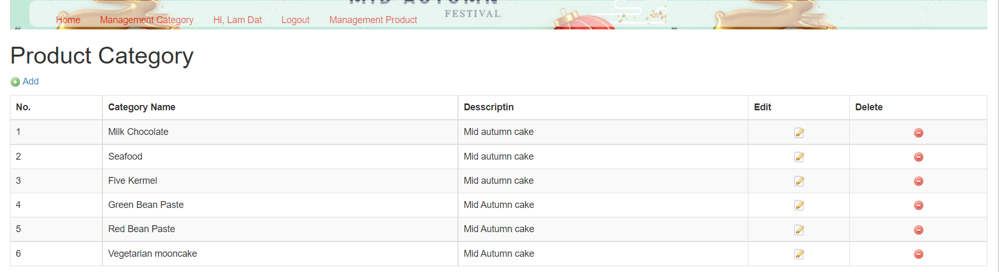 MID AUTUMN
FESTIVAL
Home Management Category Hi, Lam Dat Logout Management Product
Product Category
Add
No. Category Name Desscriptin Edit Delete
1 Milk Chocolate Mid autumn cake
2 Seafood Mid autumn cake
3 Five Kermel Mid autumn cake
4 Green Bean Paste Mid Autumn cake
5 Red Bean Paste Mid Autumn cake
6 Vegetarian mooncake Mid Autumn cake